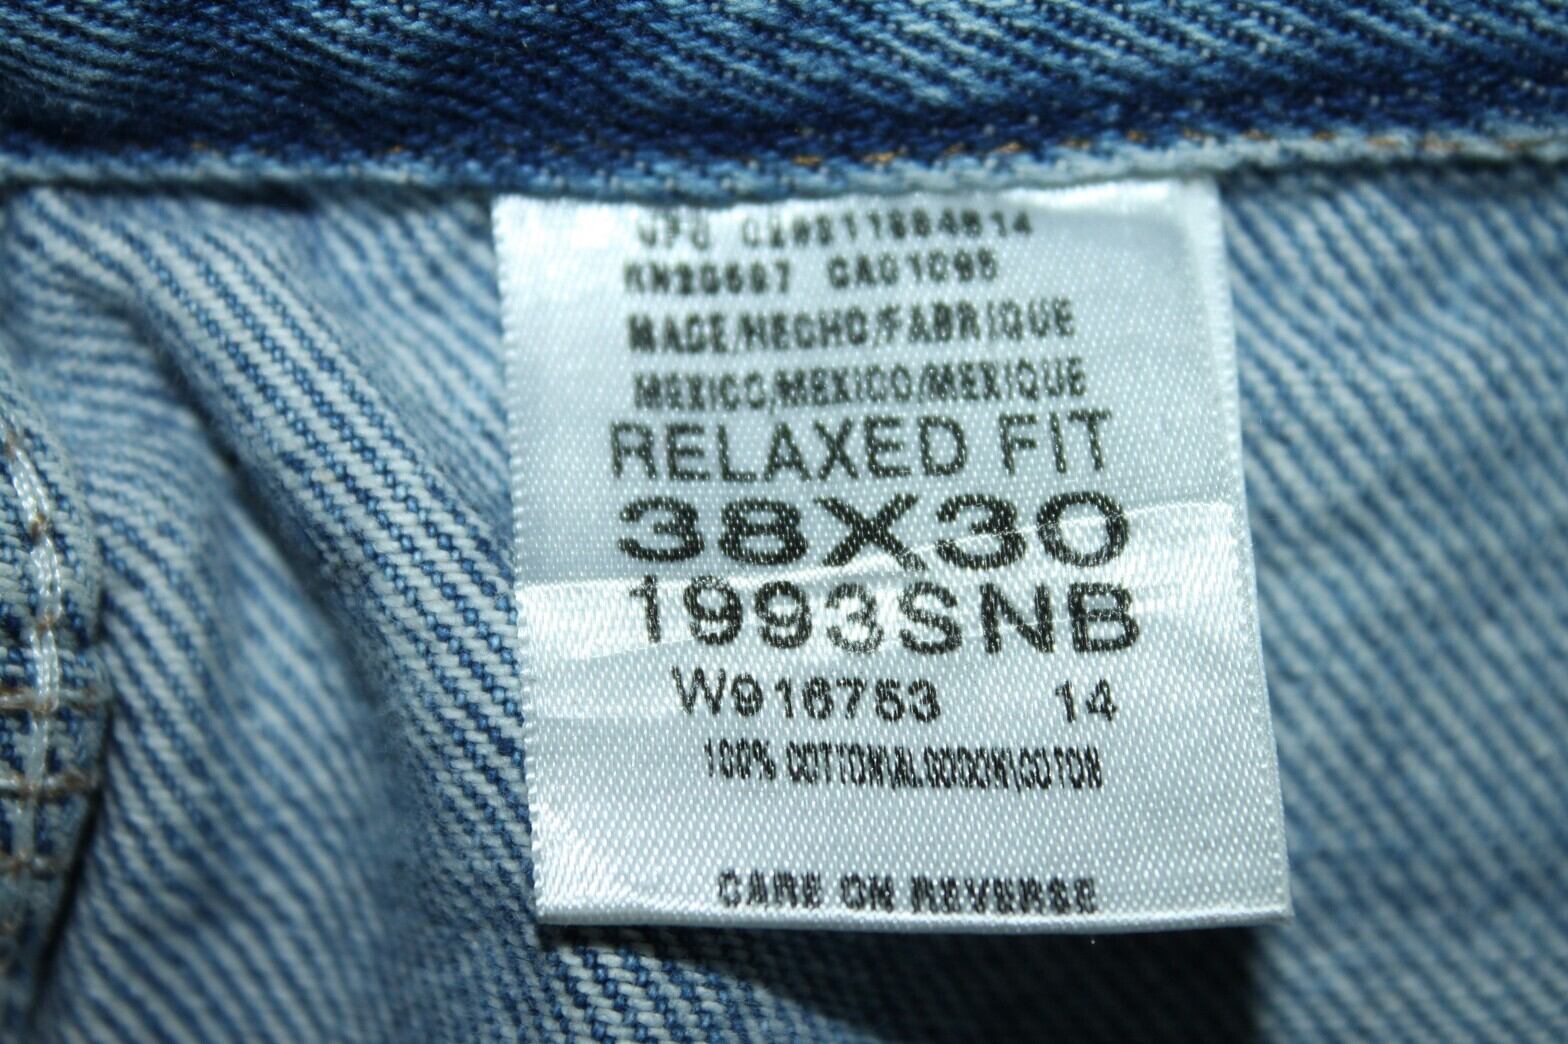 CA01095
MADE/HECHO/FABRIQUE
MEXICO/MEXICO/MEXIQUE
RELAXED FIT
38X30
1993SNB
W916753 14
100% COTTON\ALGODON\COTON
CARE ON REVERSE